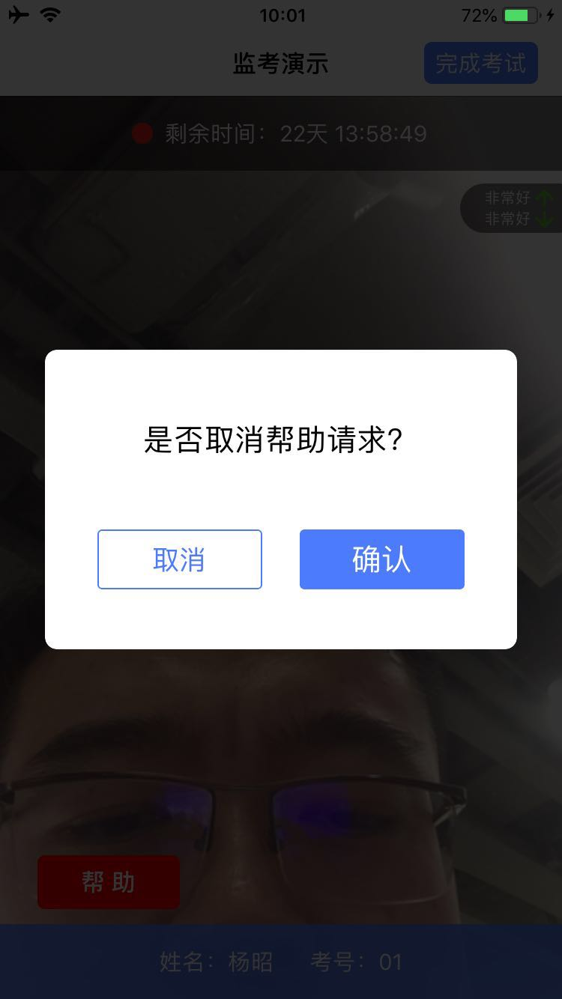 10:01
72%
监考演示
完成考试
剩余时间：22天 13:58:49
非常好
非常好
是否取消帮助请求?
取消
确认
帮 助
姓名：杨昭 考号：01